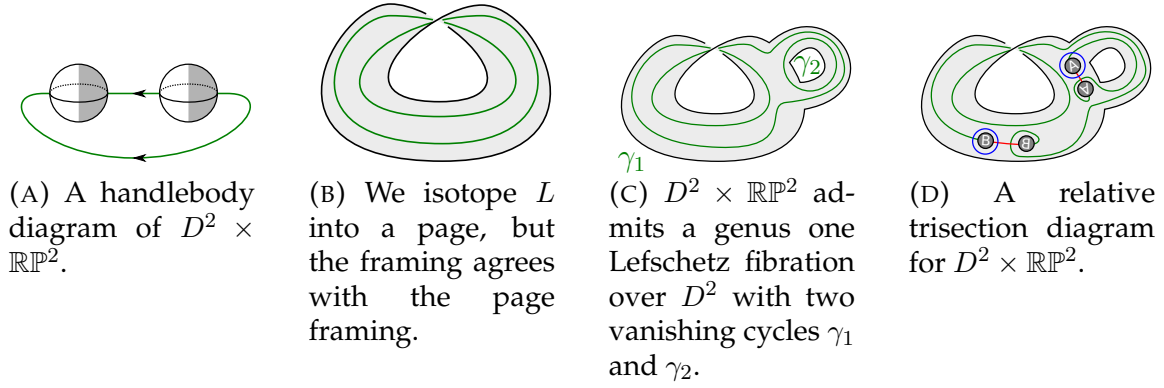 γ₂
γ₁
A
A
B
B
(A) A handlebody
diagram of D² ×
ℝℙ².
(B) We isotope L
into a page, but
the framing agrees
with the page
framing.
(C) D² × ℝℙ² ad-
mits a genus one
Lefschetz fibration
over D² with two
vanishing cycles γ₁
and γ₂.
(D) A relative
trisection diagram
for D² × ℝℙ².